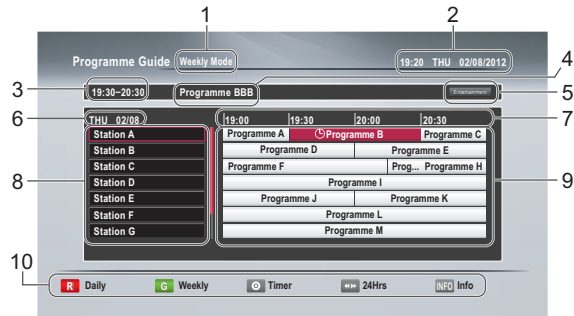 1
2
Programme Guide Weekly Mode 19:20 THU 02/08/2012
4
3 19:30~20:30 Programme BBB Entertainment 5
6 THU 02/08 19:00 19:30 20:00 20:30 7
Station A Programme A Programme B Programme C
Station B Programme D Programme E
Station C Programme F Prog... Programme H
8 Station D Programme I 9
Station E Programme J Programme K
Station F Programme L
Station G Programme M
10
R Daily G Weekly Timer 24Hrs INFO Info